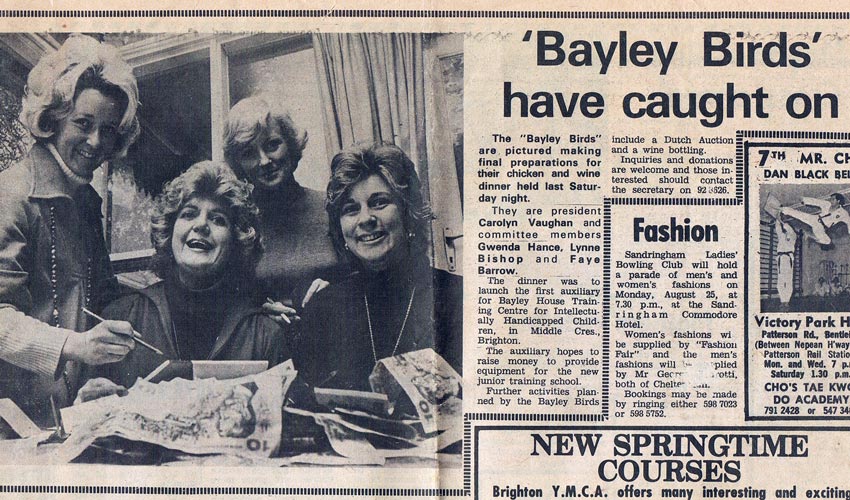 'Bayley Birds'
have caught on
The "Bayley Birds"
are pictured making
final preparations for
their chicken and wine
dinner held last Satur-
day night.
They are president
Carolyn Vaughan and
committee members
Gwenda Hance, Lynne
Bishop and Faye
Barrow.
The dinner was to
launch the first auxiliary
for Bayley House Train-
ing Centre for Intellectu-
ally Handicapped Child-
ren, in Middle Cres.,
Brighton.
The auxiliary hopes to
raise money to provide
equipment for the new
junior training school.
Further activities plan-
ned by the Bayley Birds
include a Dutch Auction
and a wine bottling.
Inquiries and donations
are welcome and those in-
terested should contact
the secretary on
Fashion
Sandringham Ladies'
Bowling Club will hold
a parade of men's and
women's fashions on
Monday, August 25, at
7.30 p.m., at the Sand-
ringham Commodore
Hotel.
Women's fashions wi
be supplied by "Fashion
Fair" and the men's
fashions will plied
by Mr
both of
Bookings may be
made by ringing either 598 7023
or 598 5752.
7TH MR. CH
DAN BLACK BEL
Victory Park H
Patterson Rd., Bentle
(Between Nepean H'way
Patterson Rail Station
Mon. and Wed. 7 p.
Saturday 1.30 p.m.
CHO'S TAE KWO
DO ACADEMY
791 2428 or 547 34
NEW SPRINGTIME
COURSES
Brighton Y.M.C.A. offers many interesting and exciting
10